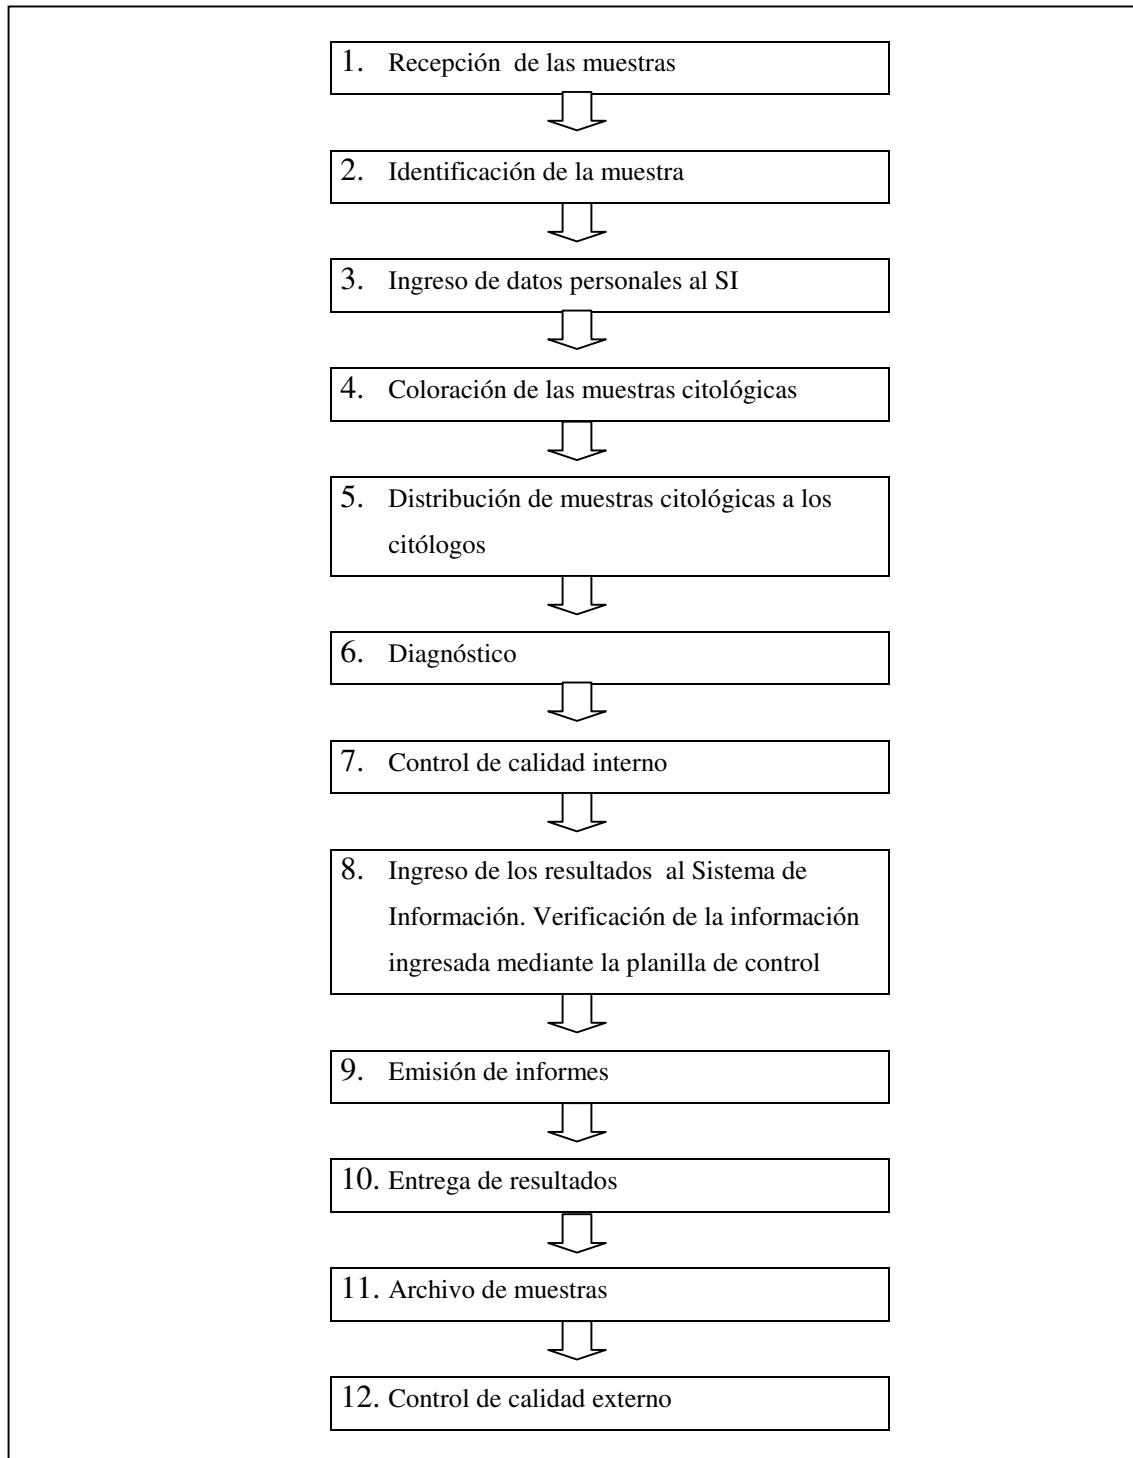 1. Recepción de las muestras
2. Identificación de la muestra
3. Ingreso de datos personales al SI
4. Coloración de las muestras citológicas
5. Distribución de muestras citológicas a los
citólogos
6. Diagnóstico
7. Control de calidad interno
8. Ingreso de los resultados al Sistema de
Información. Verificación de la información
ingresada mediante la planilla de control
9. Emisión de informes
10. Entrega de resultados
11. Archivo de muestras
12. Control de calidad externo